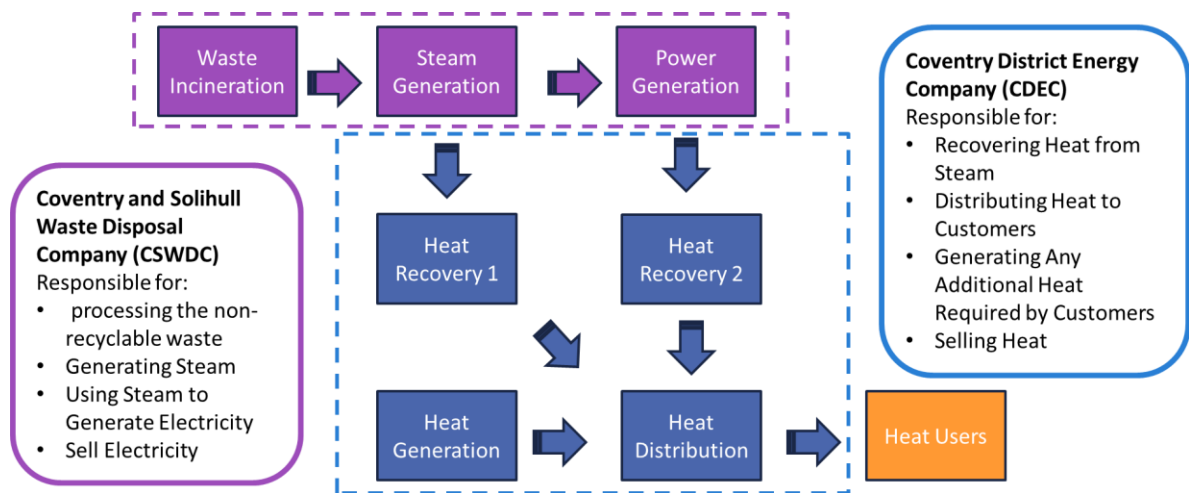 Waste
Incineration
Steam
Generation
Power
Generation
Coventry District Energy
Company (CDEC)
Responsible for:
• Recovering Heat from
Steam
• Distributing Heat to
Customers
• Generating Any
Additional Heat
Required by Customers
• Selling Heat
Coventry and Solihull
Waste Disposal
Company (CSWDC)
Responsible for:
• processing the non-
recyclable waste
• Generating Steam
• Using Steam to
Generate Electricity
• Sell Electricity
Heat
Recovery 1
Heat
Recovery 2
Heat
Generation
Heat
Distribution
Heat Users